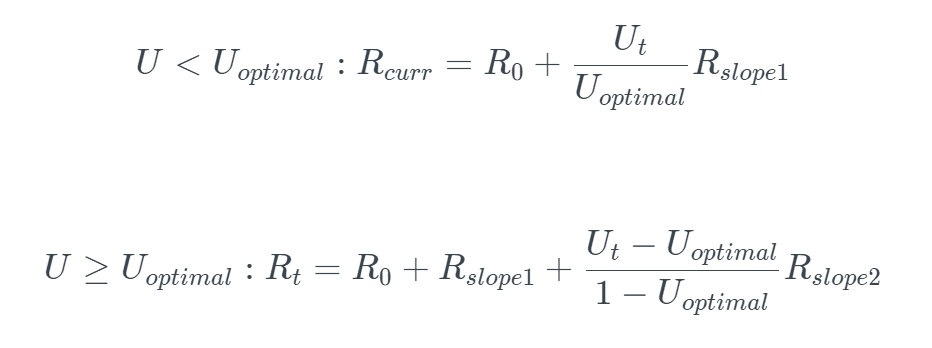 U < U_{optimal} : R_{curr} = R_0 + \frac{U_t}{U_{optimal}} R_{slope1}
U ≥ U_{optimal} : R_t = R_0 + R_{slope1} + \frac{U_t - U_{optimal}}{1 - U_{optimal}} R_{slope2}